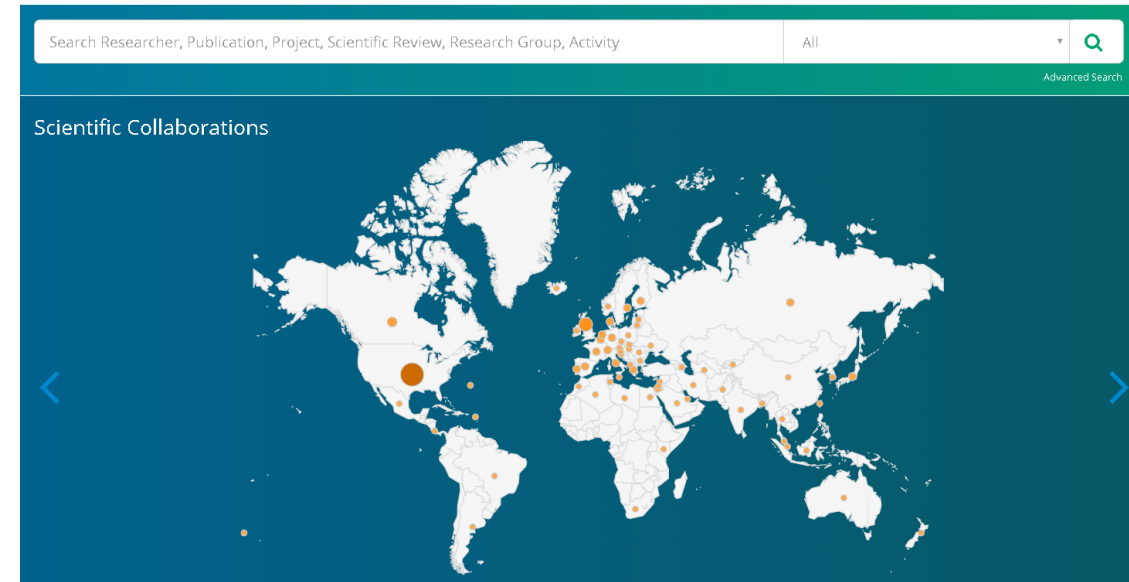 Search Researcher, Publication, Project, Scientific Review, Research Group, Activity
All
Advanced Search
Scientific Collaborations